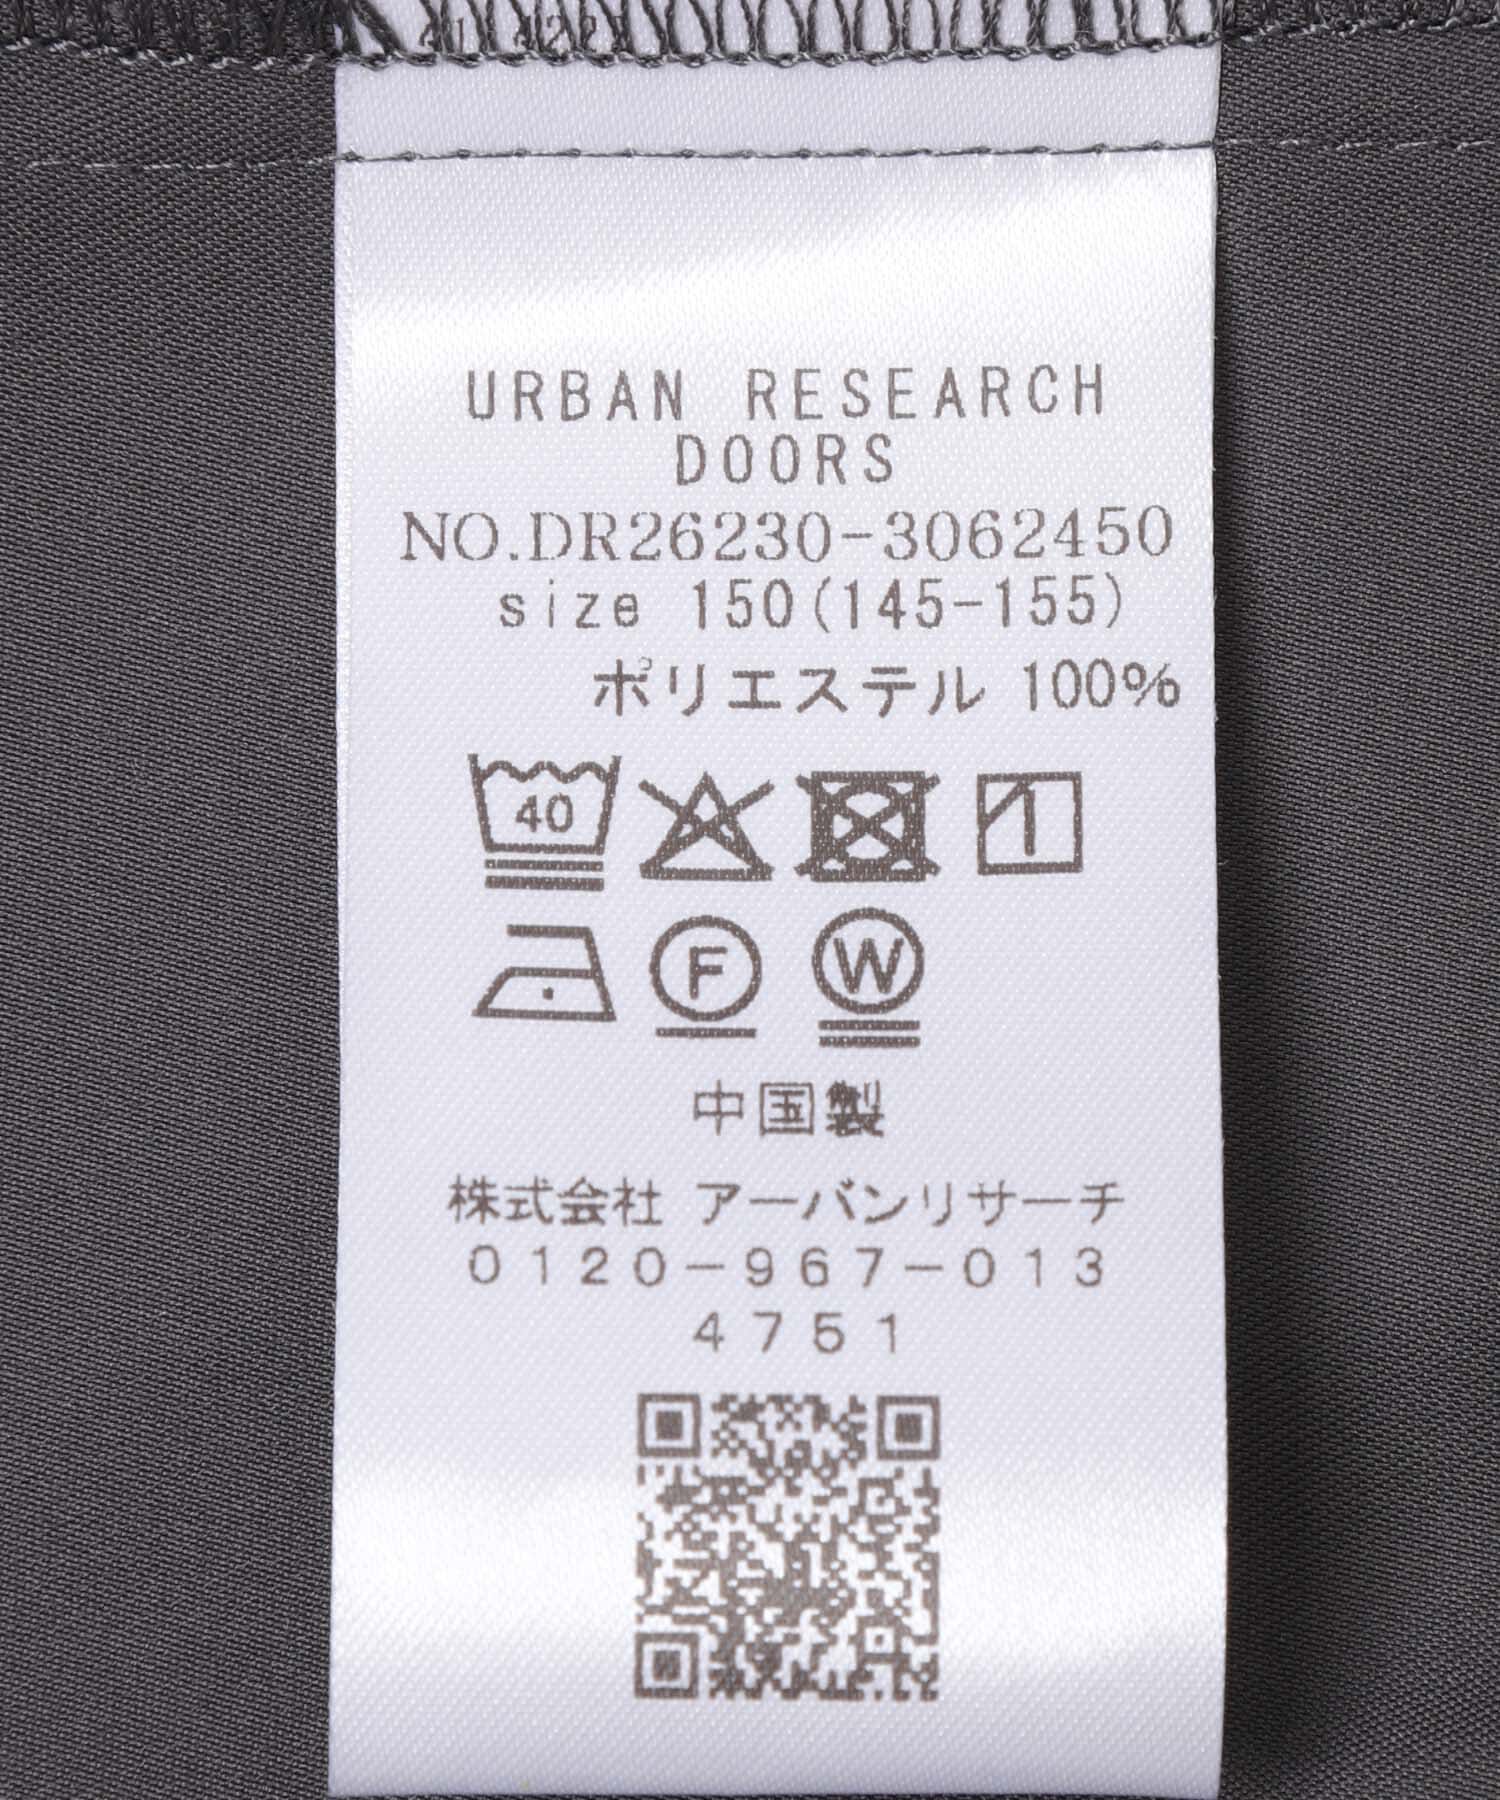 URBAN RESEARCH
DOORS
NO.DR26230-3062450
size 150(145-155)
ポリエステル 100%
40
1
F
W
中国製
株式会社 アーバンリサーチ
0120-967-013
4751